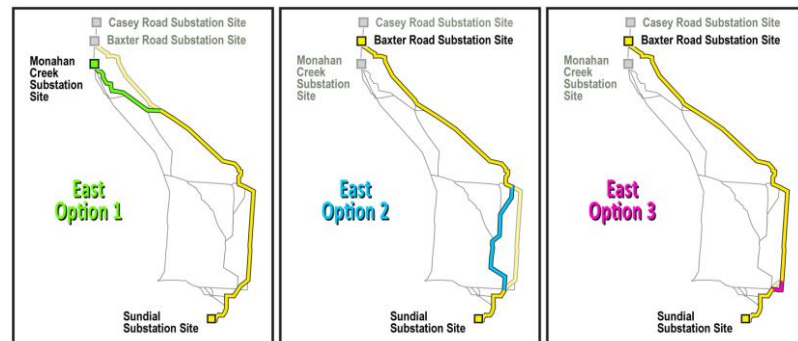 Casey Road Substation Site
Baxter Road Substation Site
Monahan
Creek
Substation
Site
East
Option 1
Sundial
Substation Site
Casey Road Substation Site
Baxter Road Substation Site
Monahan
Creek
Substation
Site
East
Option 2
Sundial
Substation Site
Casey Road Substation Site
Baxter Road Substation Site
Monahan
Creek
Substation
Site
East
Option 3
Sundial
Substation Site